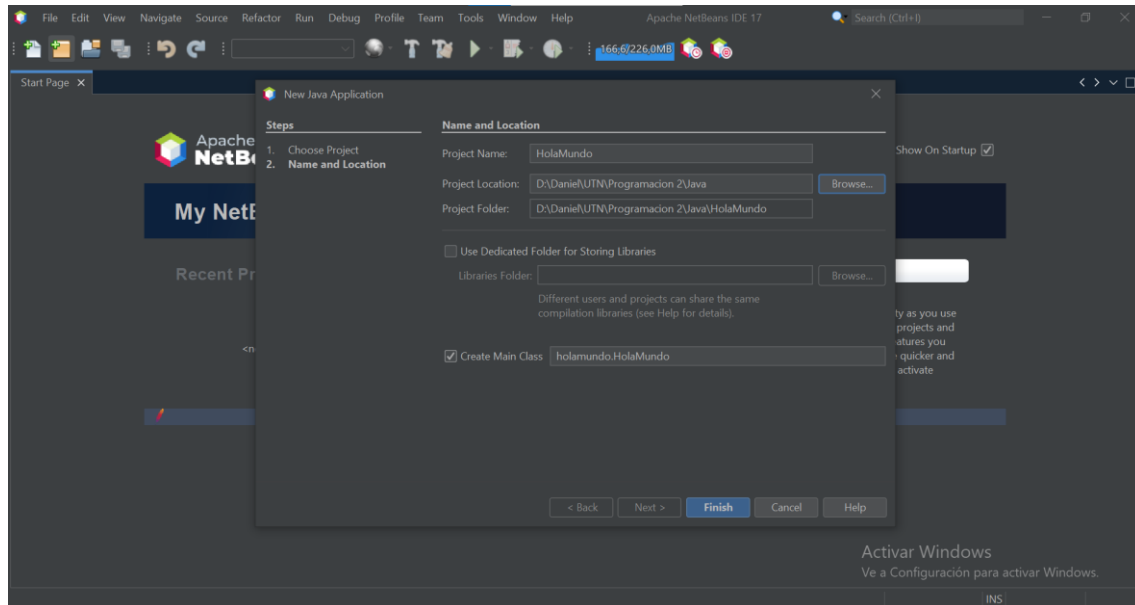 File Edit View Navigate Source Refactor Run Debug Profile Team Tools Window Help Apache NetBeans IDE 17 Search (Ctrl+I)
166,6/226,0MB
Start Page
New Java Application
Steps
1. Choose Project
2. Name and Location
Name and Location
Project Name: HolaMundo
Project Location: D:\Daniel\UTN\Programacion 2\Java Browse...
Project Folder: D:\Daniel\UTN\Programacion 2\Java\HolaMundo
Use Dedicated Folder for Storing Libraries
Libraries Folder: Browse...
Different users and projects can share the same
compilation libraries (see Help for details).
Create Main Class holamundo.HolaMundo
< Back Next > Finish Cancel Help
Apache
NetB
Show On Startup
My Net
Recent Pr
<n
ty as you use
projects and
atures you
quicker and
activate
Activar Windows
Ve a Configuración para activar Windows.
INS